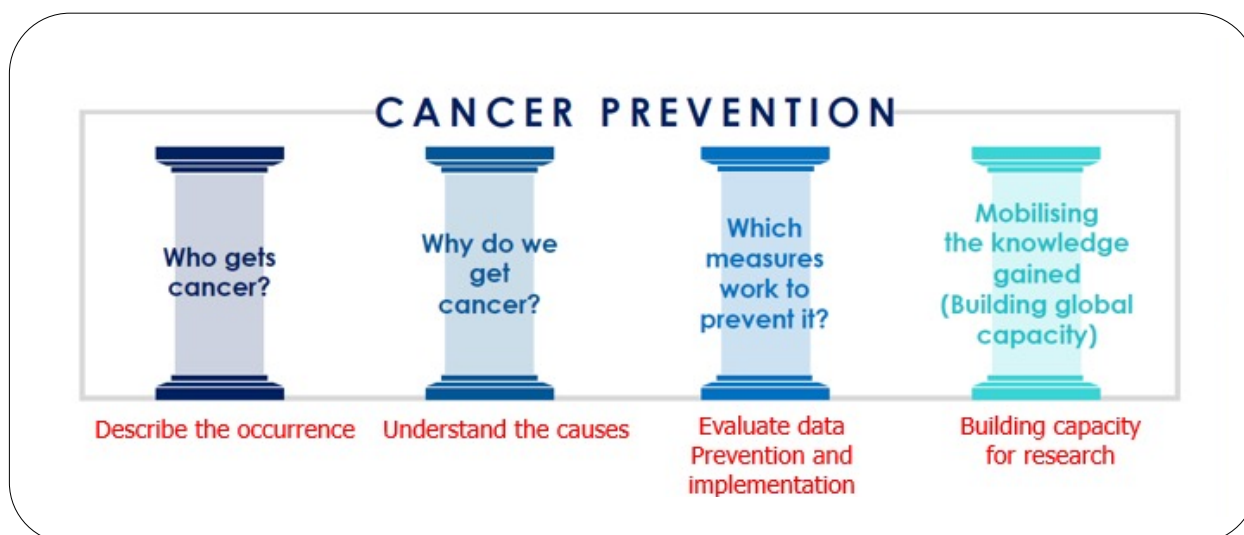 CANCER PREVENTION
Who gets
cancer?
Why do we
get
cancer?
Which
measures
work to
prevent it?
Mobilising
the knowledge
gained
(Building global
capacity)
Describe the occurrence
Understand the causes
Evaluate data
Prevention and
implementation
Building capacity
for research